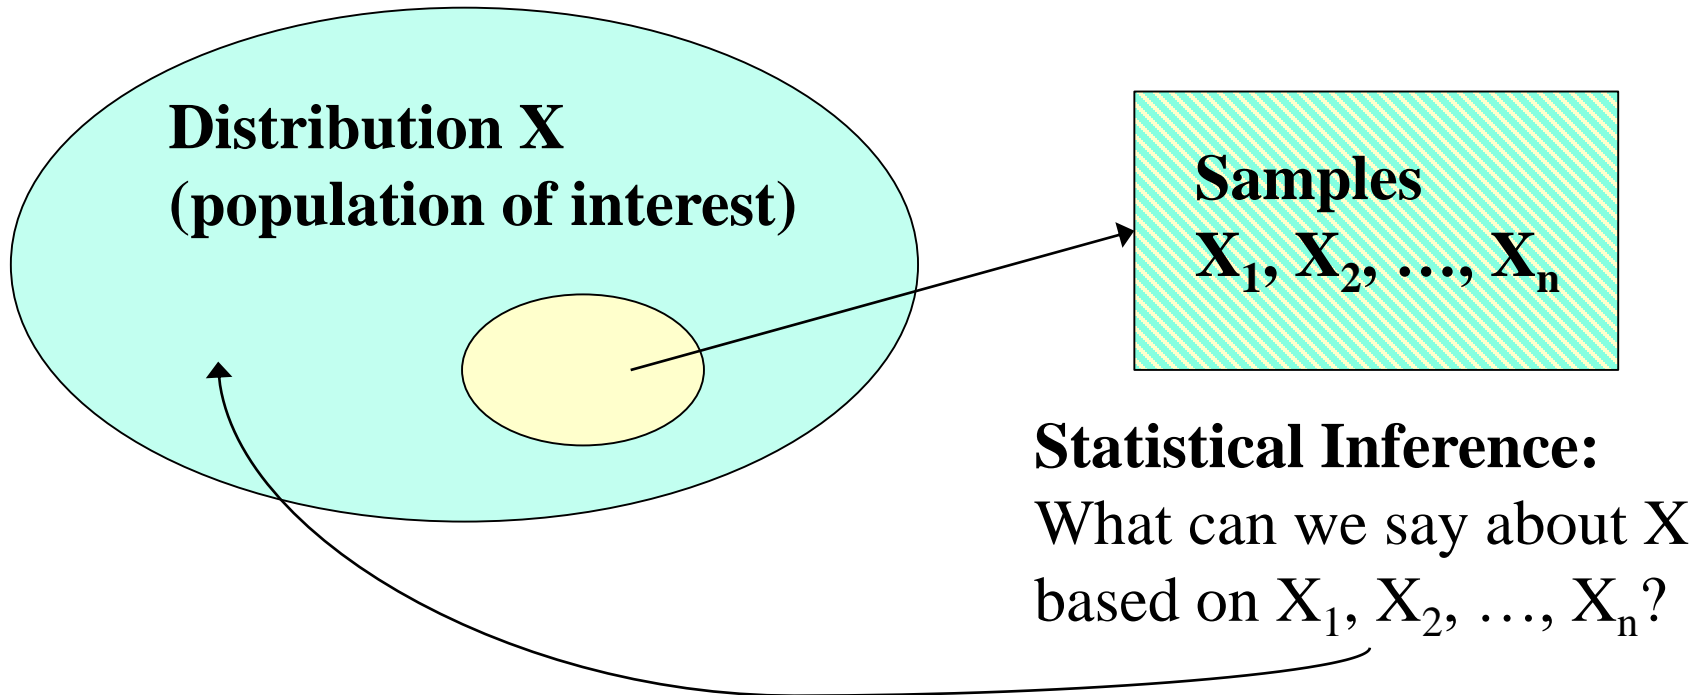 Distribution X
(population of interest)
Samples
X₁, X₂, …, Xₙ
Statistical Inference:
What can we say about X
based on X₁, X₂, …, Xₙ?